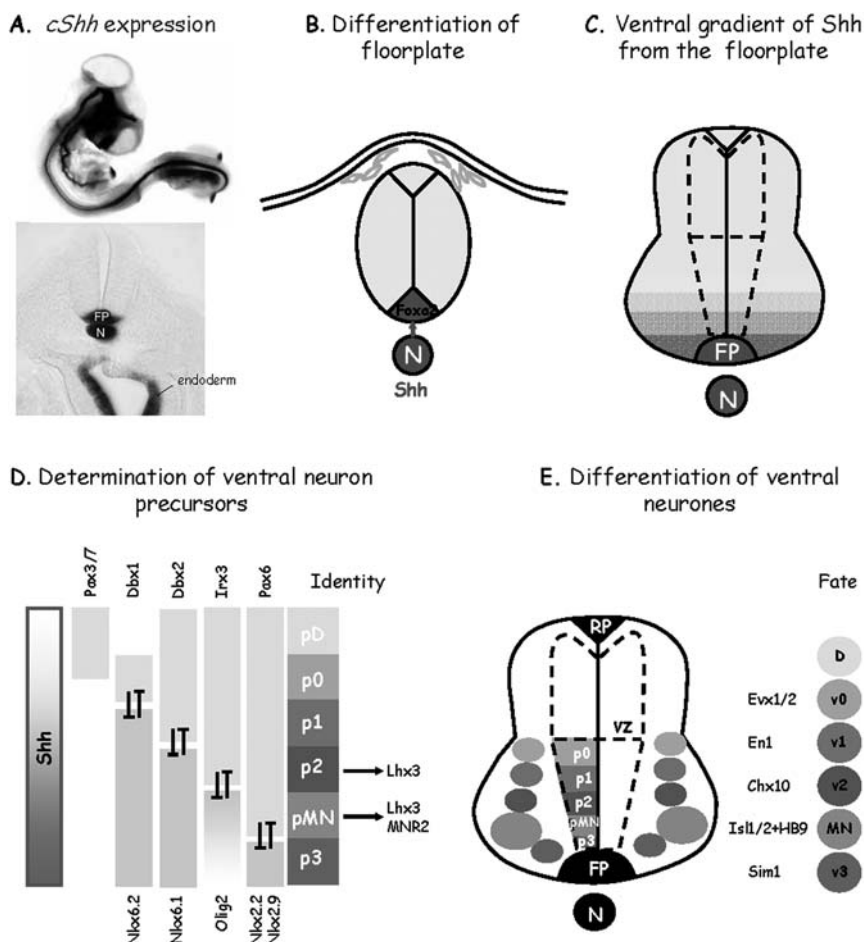 A. cShh expression
B. Differentiation of
floorplate
C. Ventral gradient of Shh
from the floorplate
FP
N
endoderm
Foxa2
N
Shh
FP
N
D. Determination of ventral neuron
precursors
E. Differentiation of ventral
neurones
Pax3/7
Dbx1
Dbx2
Irx3
Pax6
Identity
Shh
pD
p0
p1
p2
pMN
p3
Lhx3
Lhx3
MNR2
Nkx6.2
Nkx6.1
Olig2
Nkx2.2
Nkx2.9
RP
VZ
p0
p1
p2
pMN
p3
FP
N
Fate
D
Evx1/2
v0
En1
v1
Chx10
v2
Isl1/2+HB9
MN
Sim1
v3